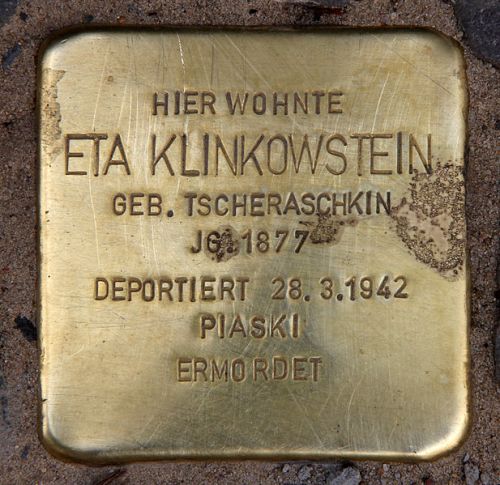 HIER WOHNTE
ETA KLINKOWSTEIN
GEB. TSCHERASCHKIN
JG. 1877
DEPORTIERT 28.3.1942
PIASKI
ERMORDET